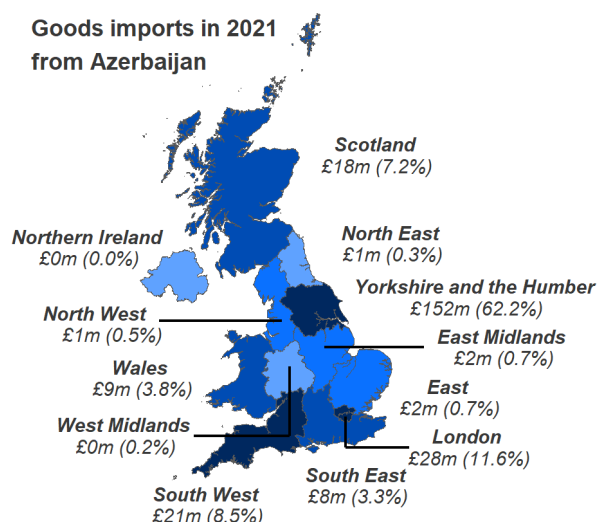 Goods imports in 2021
from Azerbaijan
Scotland
£18m (7.2%)
Northern Ireland
£0m (0.0%)
North East
£1m (0.3%)
Yorkshire and the Humber
£152m (62.2%)
North West
£1m (0.5%)
East Midlands
£2m (0.7%)
Wales
£9m (3.8%)
East
£2m (0.7%)
West Midlands
£0m (0.2%)
London
£28m (11.6%)
South East
£8m (3.3%)
South West
£21m (8.5%)